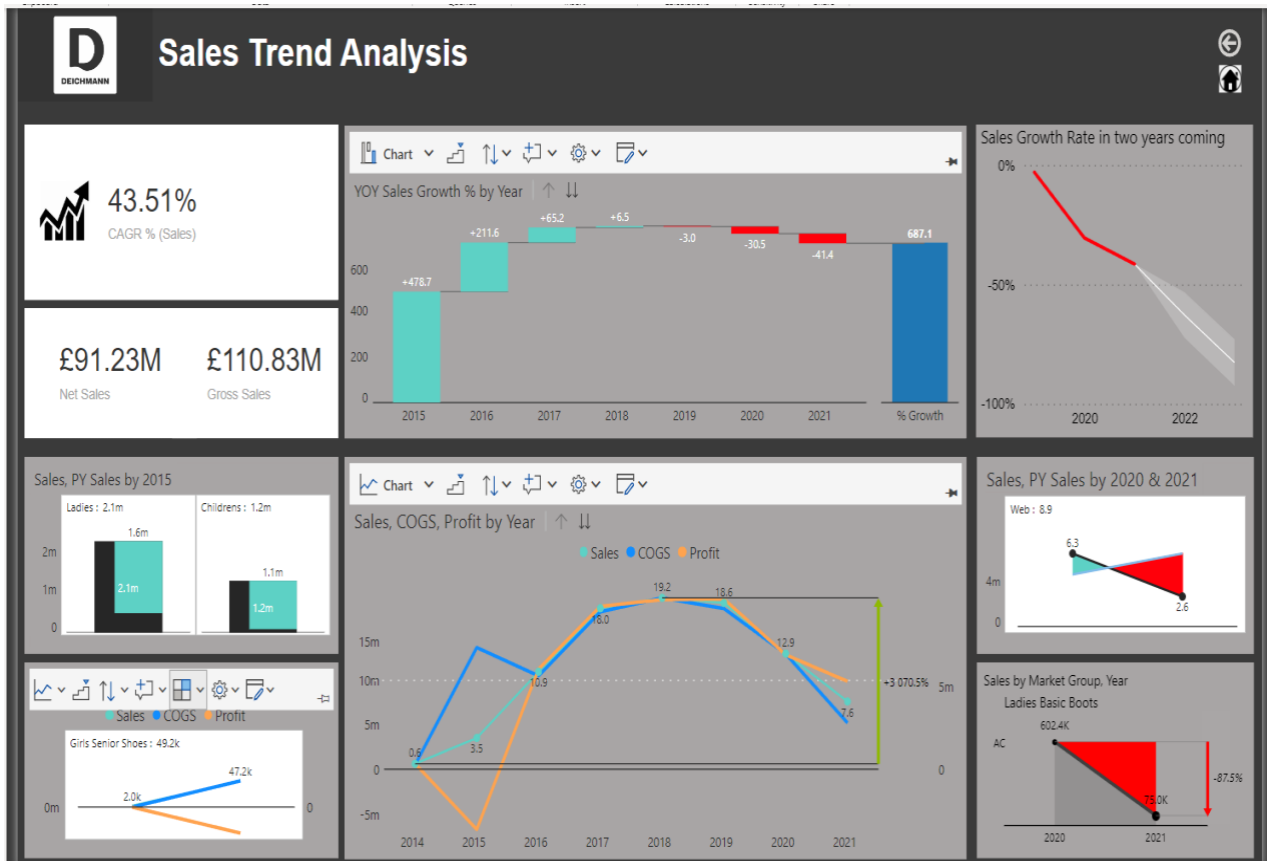 D
DEICHMANN
Sales Trend Analysis
43.51%
CAGR % (Sales)
£91.23M
Net Sales
£110.83M
Gross Sales
Chart
YOY Sales Growth % by Year
+478.7
+211.6
+65.2
+6.5
-3.0
-30.5
-41.4
687.1
600
400
200
0
2015
2016
2017
2018
2019
2020
2021
% Growth
Sales Growth Rate in two years coming
0%
-50%
-100%
2020
2022
Sales, PY Sales by 2015
Ladies : 2.1m
Childrens : 1.2m
1.6m
1.1m
2m
1m
0
2.1m
1.2m
Sales COGS Profit
Girls Senior Shoes : 49.2k
47.2k
2.0k
0m
0
Chart
Sales, COGS, Profit by Year
Sales COGS Profit
19.2
18.6
18.0
12.9
10.9
7.6
3.5
0.6
15m
10m
5m
0
-5m
+3 070.5%
5m
0
2014
2015
2016
2017
2018
2019
2020
2021
Sales, PY Sales by 2020 & 2021
Web : 8.9
6.3
4m
2.6
0
Sales by Market Group, Year
Ladies Basic Boots
602.4K
AC
-87.5%
75.0K
2020
2021